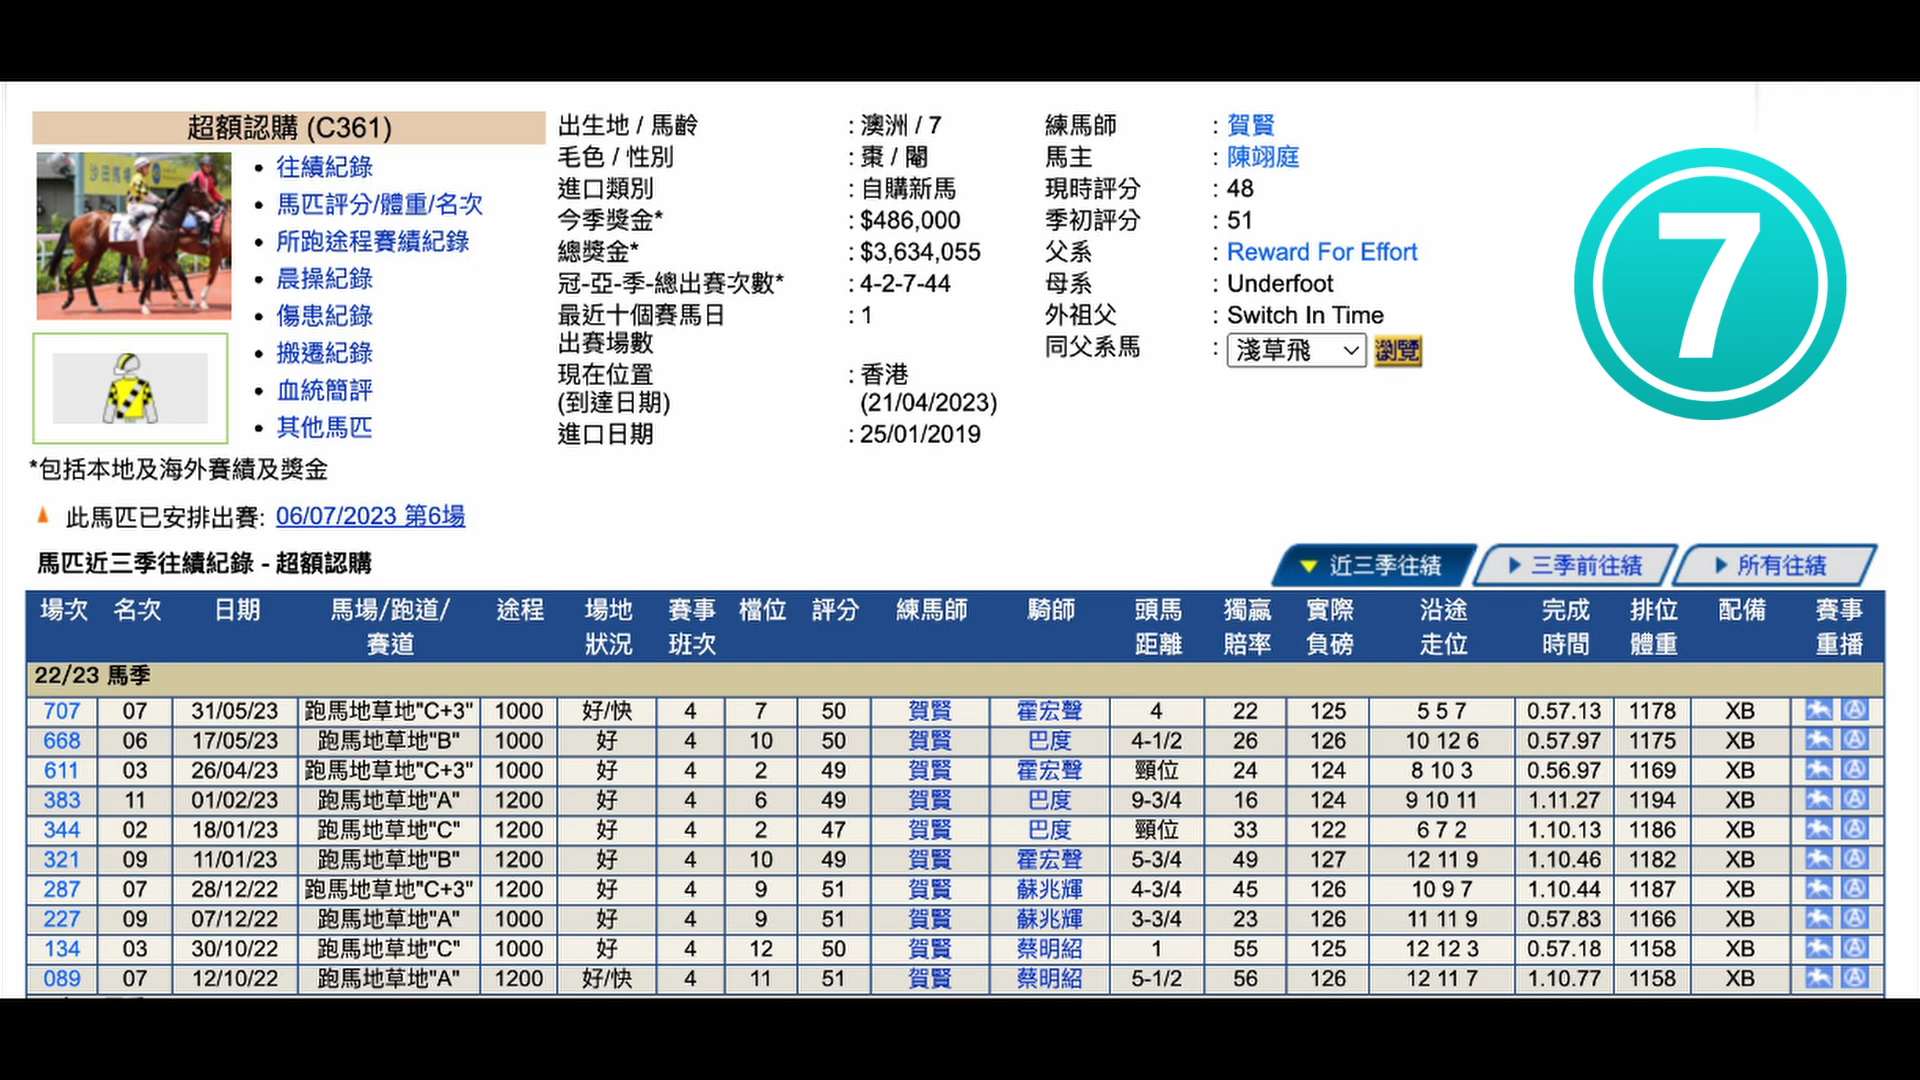 超額認購 (C361)
• 往績紀錄
• 馬匹評分/體重/名次
• 所跑途程賽績紀錄
• 晨操紀錄
• 傷患紀錄
• 搬遷紀錄
• 血統簡評
• 其他馬匹
出生地 / 馬齡 : 澳洲 / 7
毛色 / 性別 : 棗 / 閹
進口類別 : 自購新馬
今季獎金* : $486,000
總獎金* : $3,634,055
冠-亞-季-總出賽次數* : 4-2-7-44
最近十個賽馬日 : 1
出賽場數
現在位置 : 香港
(到達日期) (21/04/2023)
進口日期 : 25/01/2019
練馬師 : 賀賢
馬主 : 陳翊庭
現時評分 : 48
季初評分 : 51
父系 : Reward For Effort
母系 : Underfoot
外祖父 : Switch In Time
同父系馬 : 淺草飛 瀏覽
7
*包括本地及海外賽績及獎金
此馬匹已安排出賽: 06/07/2023 第6場
馬匹近三季往績紀錄 - 超額認購
近三季往績 三季前往績 所有往績
場次 名次 日期 馬場/跑道/ 途程 場地 賽事 檔位 評分 練馬師 騎師 頭馬 獨贏 實際 沿途 完成 排位 配備 賽事
賽道 狀況 班次 距離 賠率 負磅 走位 時間 體重 重播
22/23 馬季
707 07 31/05/23 跑馬地草地"C+3" 1000 好/快 4 7 50 賀賢 霍宏聲 4 22 125 5 5 7 0.57.13 1178 XB
668 06 17/05/23 跑馬地草地"B" 1000 好 4 10 50 賀賢 巴度 4-1/2 26 126 10 12 6 0.57.97 1175 XB
611 03 26/04/23 跑馬地草地"C+3" 1000 好 4 2 49 賀賢 霍宏聲 頸位 24 124 8 10 3 0.56.97 1169 XB
383 11 01/02/23 跑馬地草地"A" 1200 好 4 6 49 賀賢 巴度 9-3/4 16 124 9 10 11 1.11.27 1194 XB
344 02 18/01/23 跑馬地草地"C" 1200 好 4 2 47 賀賢 巴度 頸位 33 122 6 7 2 1.10.13 1186 XB
321 09 11/01/23 跑馬地草地"B" 1200 好 4 10 49 賀賢 霍宏聲 5-3/4 49 127 12 11 9 1.10.46 1182 XB
287 07 28/12/22 跑馬地草地"C+3" 1200 好 4 9 51 賀賢 蘇兆輝 4-3/4 45 126 10 9 7 1.10.44 1187 XB
227 09 07/12/22 跑馬地草地"A" 1000 好 4 9 51 賀賢 蘇兆輝 3-3/4 23 126 11 11 9 0.57.83 1166 XB
134 03 30/10/22 跑馬地草地"C" 1000 好 4 12 50 賀賢 蔡明紹 1 55 125 12 12 3 0.57.18 1158 XB
089 07 12/10/22 跑馬地草地"A" 1200 好/快 4 11 51 賀賢 蔡明紹 5-1/2 56 126 12 11 7 1.10.77 1158 XB